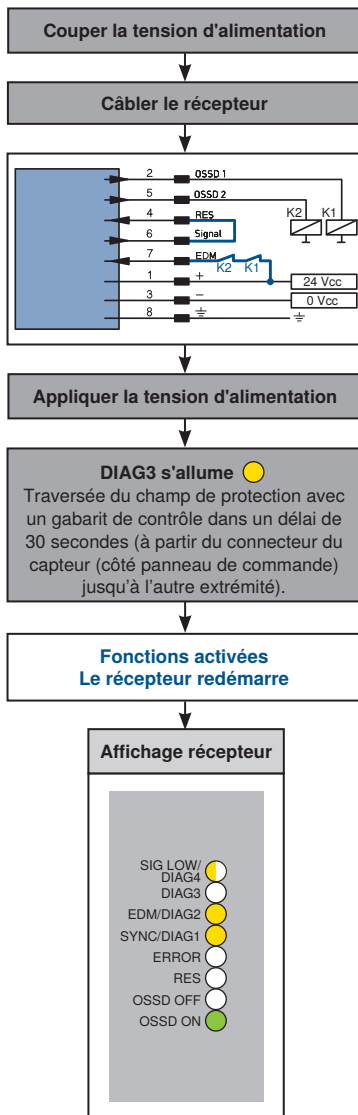 Couper la tension d'alimentation
Câbler le récepteur
2 OSSD 1
5 OSSD 2
4 RES
6 Signal
7 EDM
K2 K1
K2 K1
1 +
24 Vcc
3 –
0 Vcc
8
Appliquer la tension d'alimentation
DIAG3 s'allume
Traversée du champ de protection avec
un gabarit de contrôle dans un délai de
30 secondes (à partir du connecteur du
capteur (côté panneau de commande)
jusqu'à l'autre extrémité).
Fonctions activées
Le récepteur redémarre
Affichage récepteur
SIG LOW/
DIAG4
DIAG3
EDM/DIAG2
SYNC/DIAG1
ERROR
RES
OSSD OFF
OSSD ON